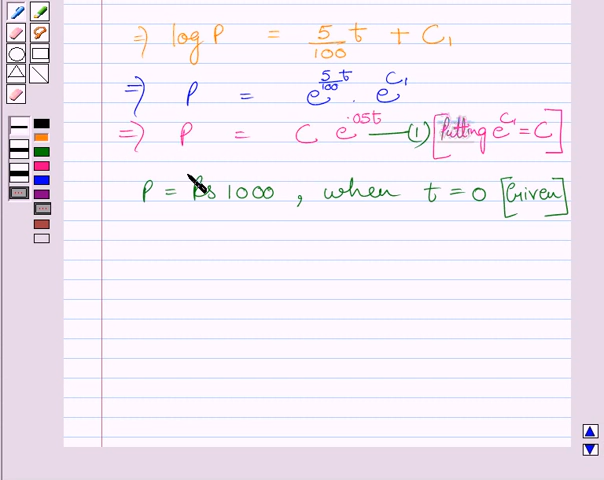 ⇒ log P = 5/100 t + C₁
⇒ P = e^(5/100 t) . e^(C₁)
⇒ P = C e^(.05t) —(1) [Putting e^(C₁) = C]
P = Rs 1000 , when t = 0 [Given]